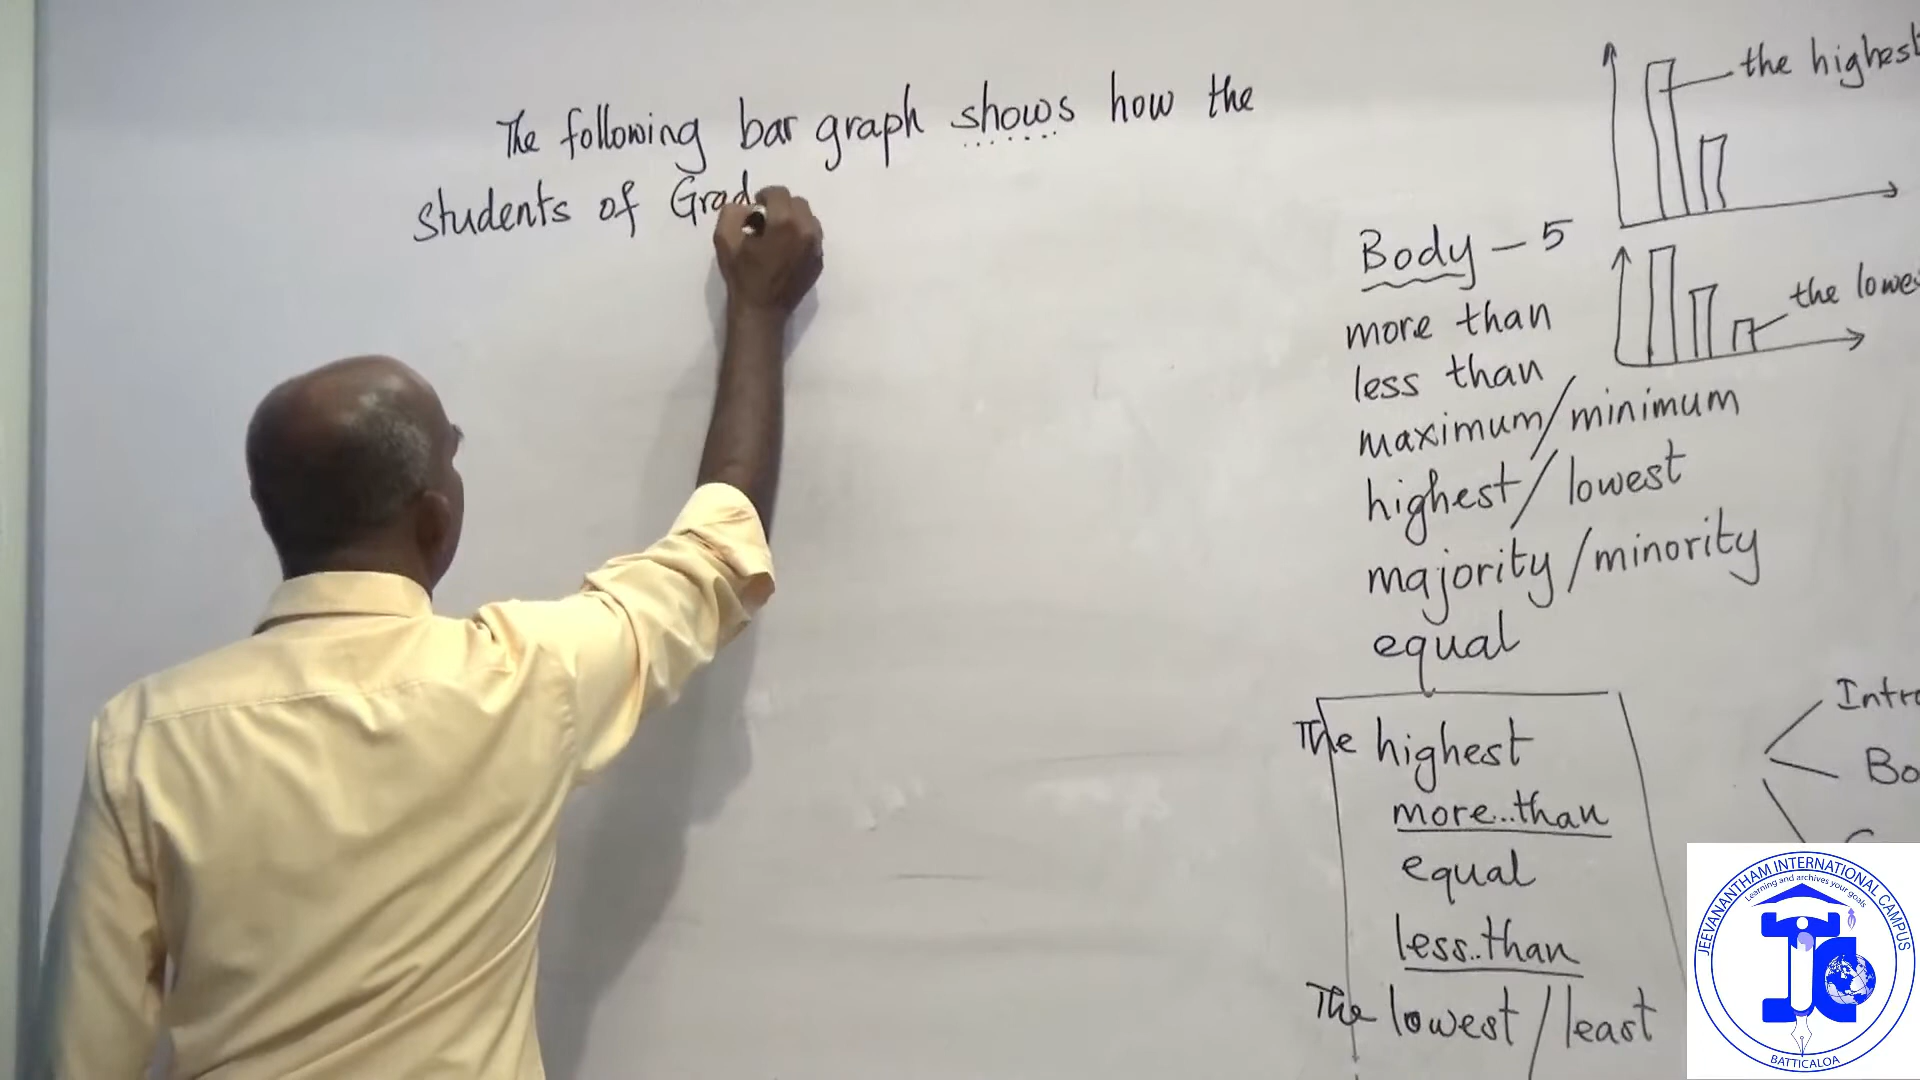 The following bar graph shows how the
students of Grad
the highest
Body - 5
the lowe
more than
less than
maximum/minimum
highest/lowest
majority/minority
equal
Intro
Bo
The highest
more...than
equal
less..than
The lowest/least
JEEVANANTHAM INTERNATIONAL CAMPUS
Learning and archives your goals
BATTICALOA